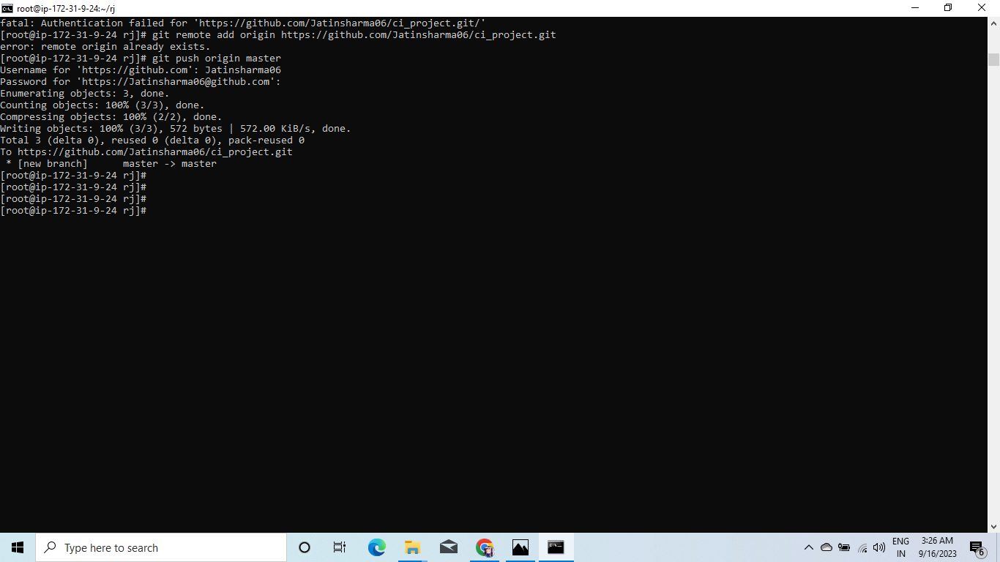 root@ip-172-31-9-24:~/rj
fatal: Authentication failed for 'https://github.com/Jatinsharma06/ci_project.git/'
[root@ip-172-31-9-24 rj]# git remote add origin https://github.com/Jatinsharma06/ci_project.git
error: remote origin already exists.
[root@ip-172-31-9-24 rj]# git push origin master
Username for 'https://github.com': Jatinsharma06
Password for 'https://Jatinsharma06@github.com':
Enumerating objects: 3, done.
Counting objects: 100% (3/3), done.
Compressing objects: 100% (2/2), done.
Writing objects: 100% (3/3), 572 bytes | 572.00 KiB/s, done.
Total 3 (delta 0), reused 0 (delta 0), pack-reused 0
To https://github.com/Jatinsharma06/ci_project.git
 * [new branch]      master -> master
[root@ip-172-31-9-24 rj]#
[root@ip-172-31-9-24 rj]#
[root@ip-172-31-9-24 rj]#
[root@ip-172-31-9-24 rj]#
Type here to search
ENG
IN
3:26 AM
9/16/2023
6